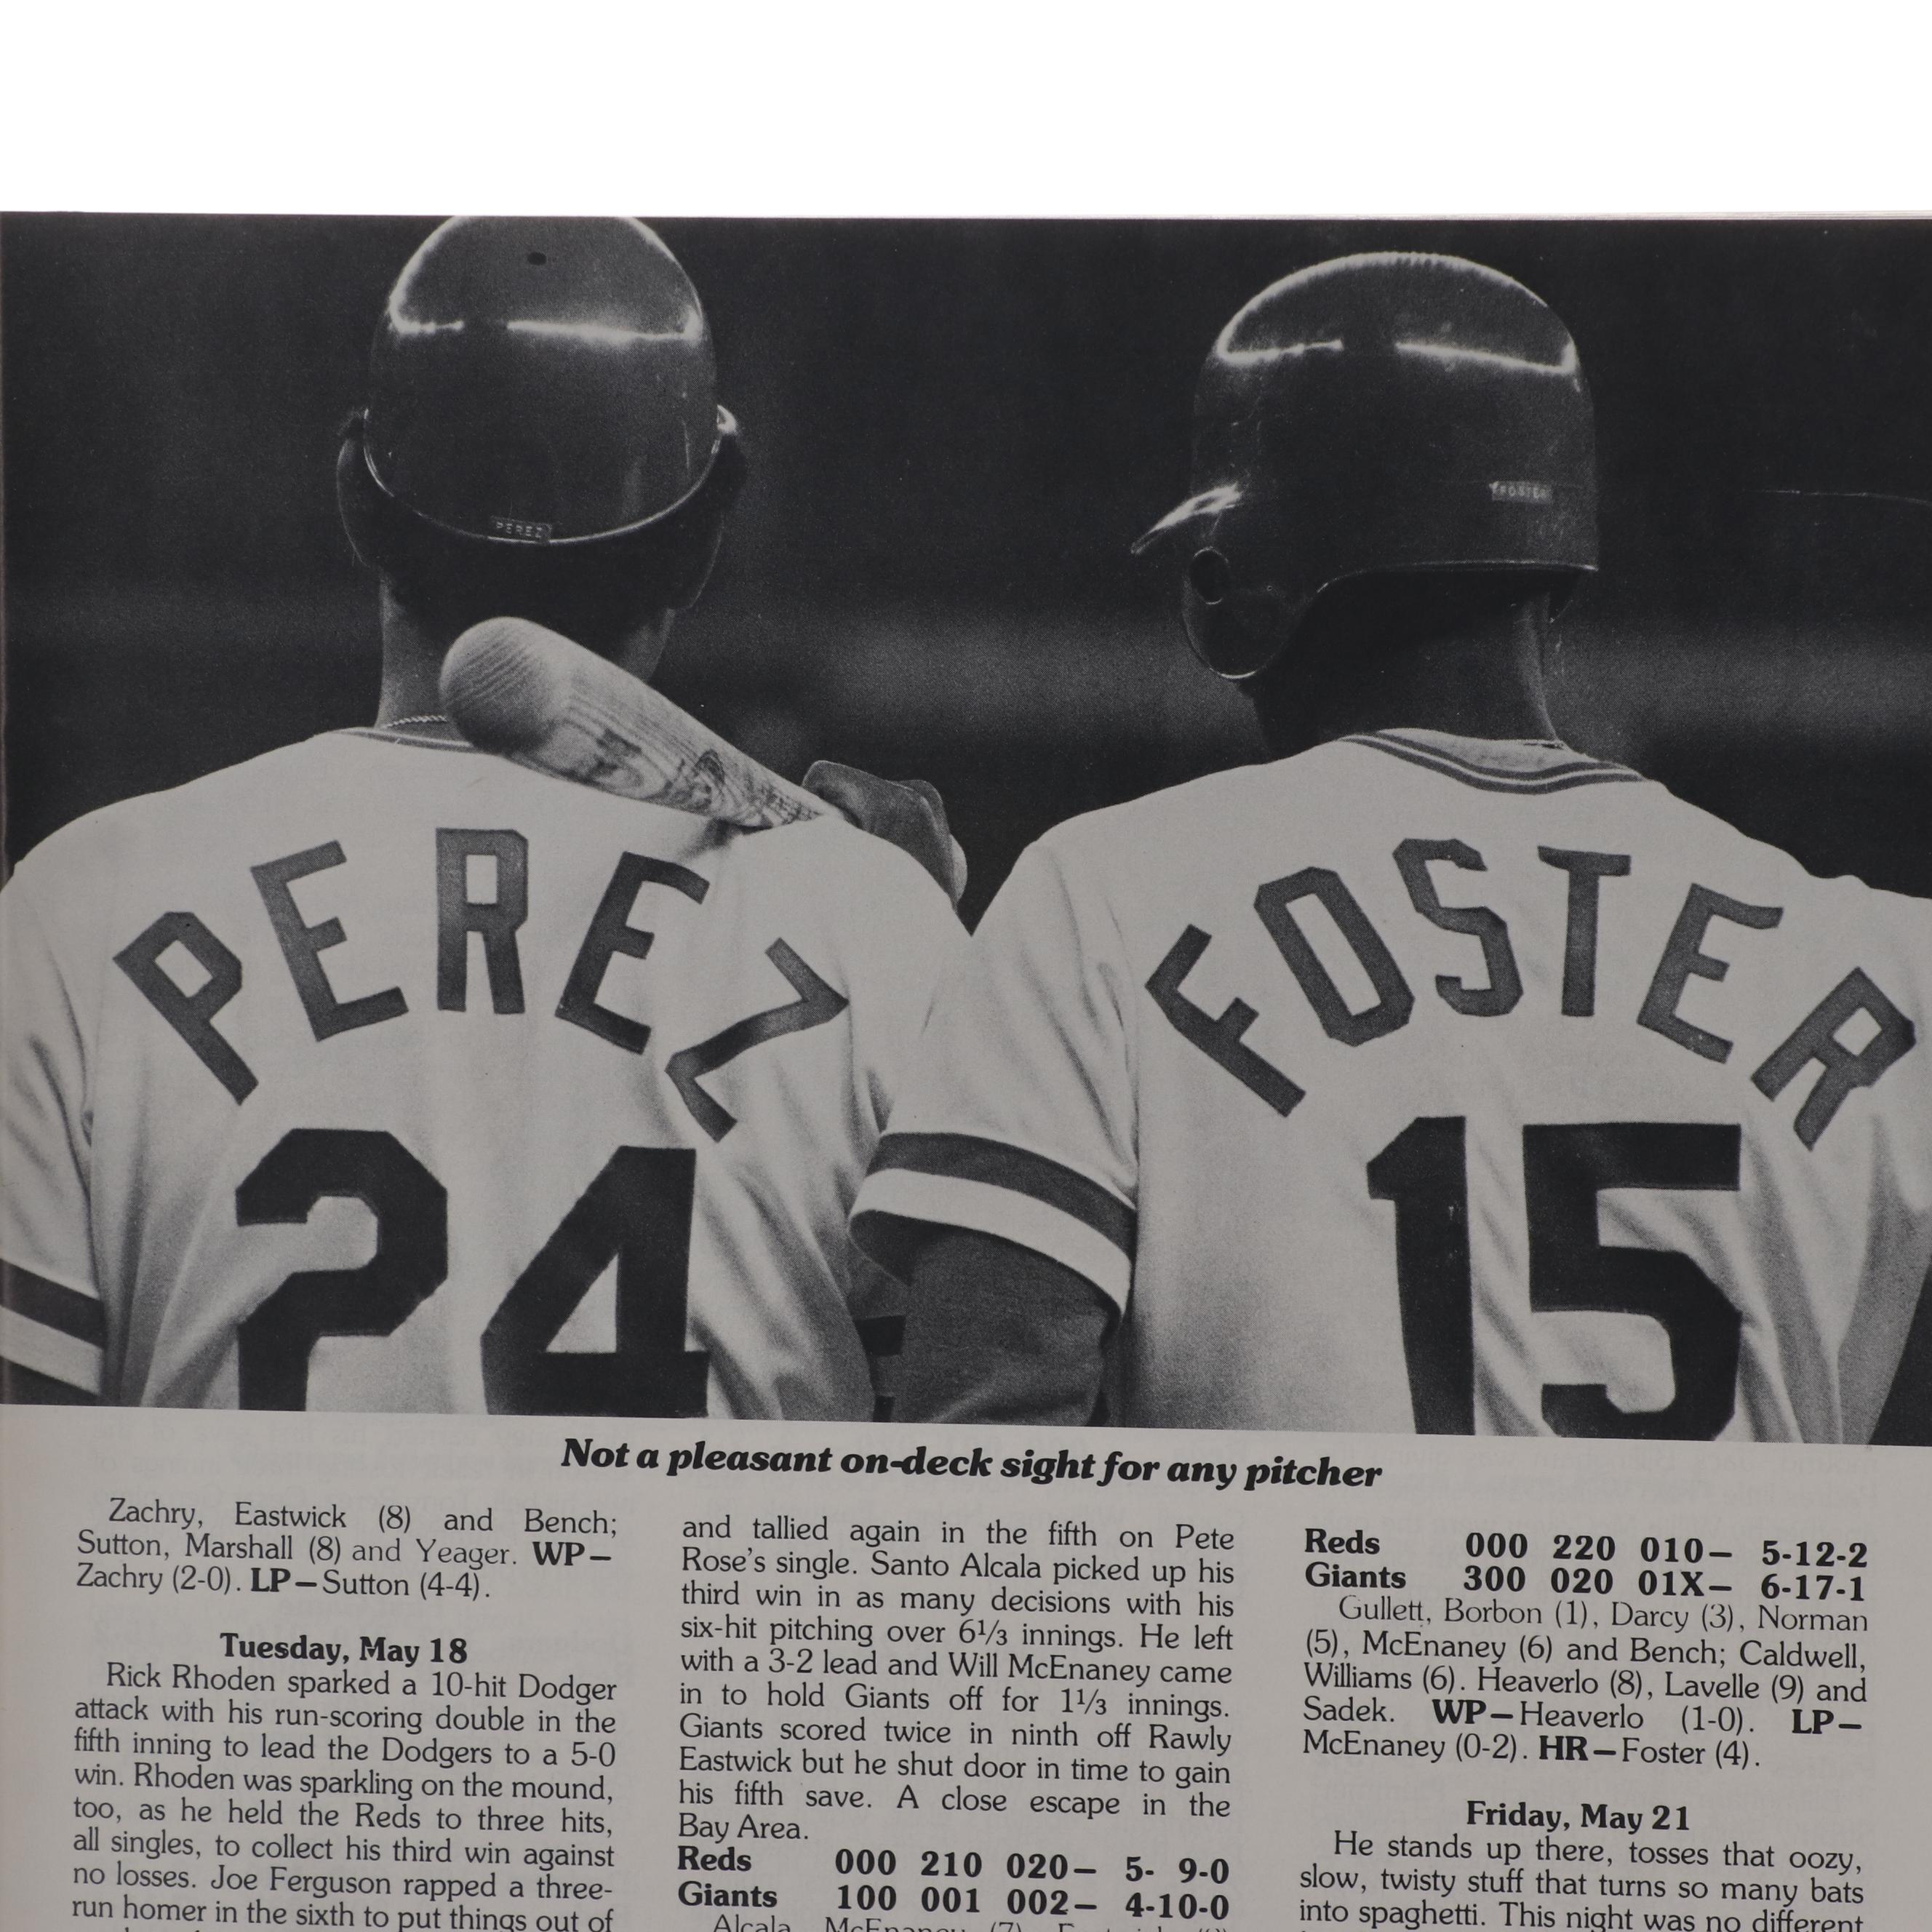 PEREZ
FOSTER
PEREZ
24
FOSTER
15
Not a pleasant on-deck sight for any pitcher
Zachry, Eastwick (8) and Bench;
Sutton, Marshall (8) and Yeager. WP—
Zachry (2-0). LP—Sutton (4-4).
Tuesday, May 18
Rick Rhoden sparked a 10-hit Dodger
attack with his run-scoring double in the
fifth inning to lead the Dodgers to a 5-0
win. Rhoden was sparkling on the mound,
too, as he held the Reds to three hits,
all singles, to collect his third win against
no losses. Joe Ferguson rapped a three-
run homer in the sixth to put things out of
and tallied again in the fifth on Pete
Rose's single. Santo Alcala picked up his
third win in as many decisions with his
six-hit pitching over 6⅓ innings. He left
with a 3-2 lead and Will McEnaney came
in to hold Giants off for 1⅓ innings.
Giants scored twice in ninth off Rawly
Eastwick but he shut door in time to gain
his fifth save. A close escape in the
Bay Area.
Reds 000 210 020— 5- 9-0
Giants 100 001 002— 4-10-0
Alcala, McEnaney (7), Eastwick
Reds 000 220 010— 5-12-2
Giants 300 020 01X— 6-17-1
Gullett, Borbon (1), Darcy (3), Norman
(5), McEnaney (6) and Bench; Caldwell,
Williams (6). Heaverlo (8), Lavelle (9) and
Sadek. WP—Heaverlo (1-0). LP—
McEnaney (0-2). HR—Foster (4).
Friday, May 21
He stands up there, tosses that oozy,
slow, twisty stuff that turns so many bats
into spaghetti. This night was no different